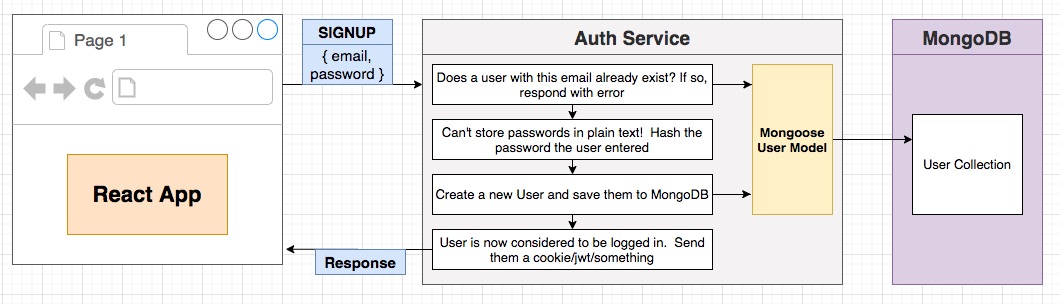 Page 1
React App
SIGNUP
{ email,
password }
Response
Auth Service
Does a user with this email already exist? If so,
respond with error
Can't store passwords in plain text!  Hash the
password the user entered
Create a new User and save them to MongoDB
User is now considered to be logged in.  Send
them a cookie/jwt/something
Mongoose
User Model
MongoDB
User Collection